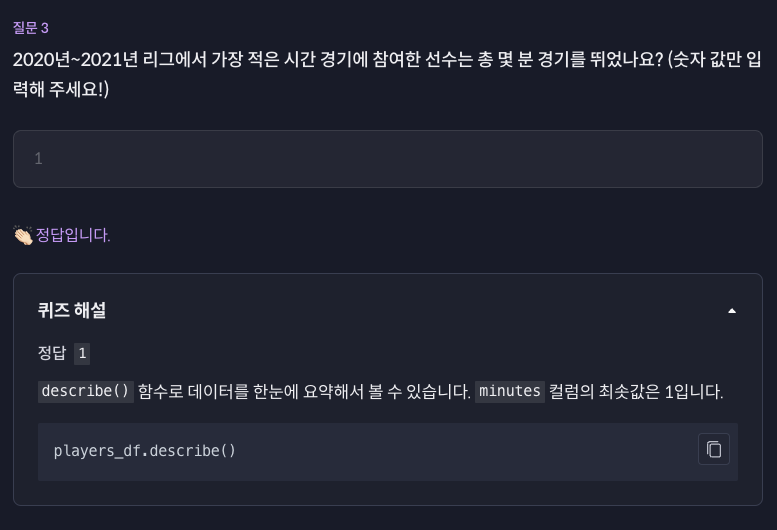 질문 3
2020년~2021년 리그에서 가장 적은 시간 경기에 참여한 선수는 총 몇 분 경기를 뛰었나요? (숫자 값만 입
력해 주세요!)
1
👏🏻 정답입니다.
퀴즈 해설
정답 1
describe() 함수로 데이터를 한눈에 요약해서 볼 수 있습니다. minutes 컬럼의 최솟값은 1입니다.
players_df.describe()